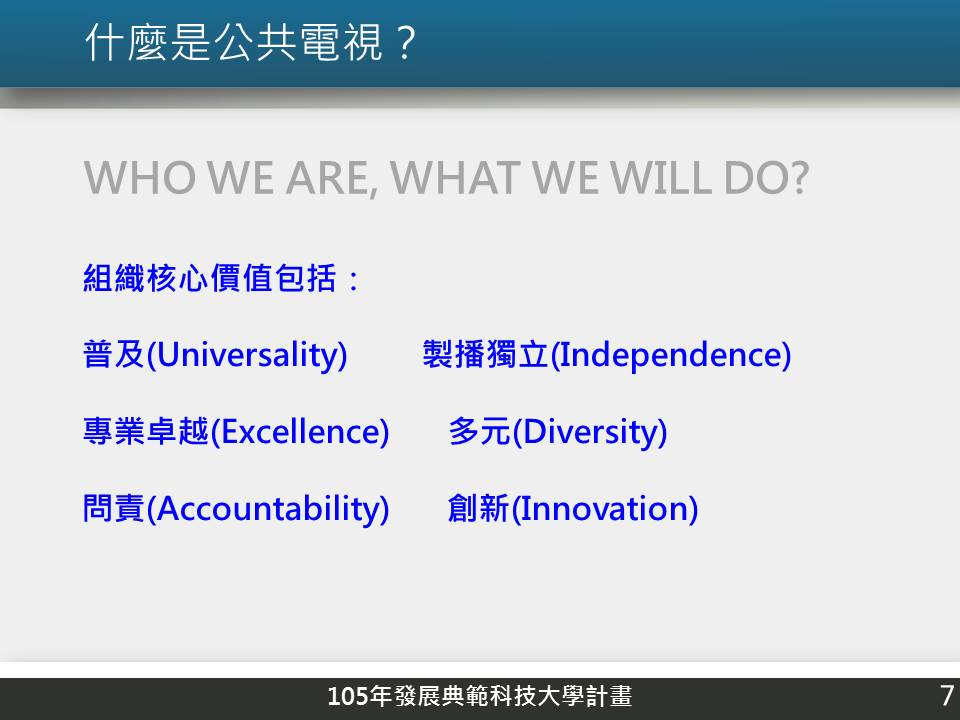 什麼是公共電視？
WHO WE ARE, WHAT WE WILL DO?
組織核心價值包括：
普及(Universality) 製播獨立(Independence)
專業卓越(Excellence) 多元(Diversity)
問責(Accountability) 創新(Innovation)
105年發展典範科技大學計畫 7